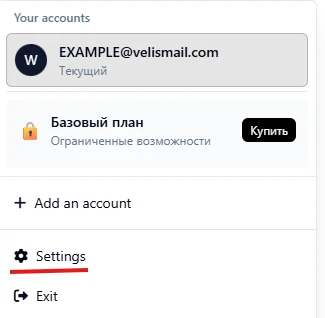 Your accounts
W
EXAMPLE@velismail.com
Текущий
Базовый план
Ограниченные возможности
Купить
Add an account
Settings
Exit